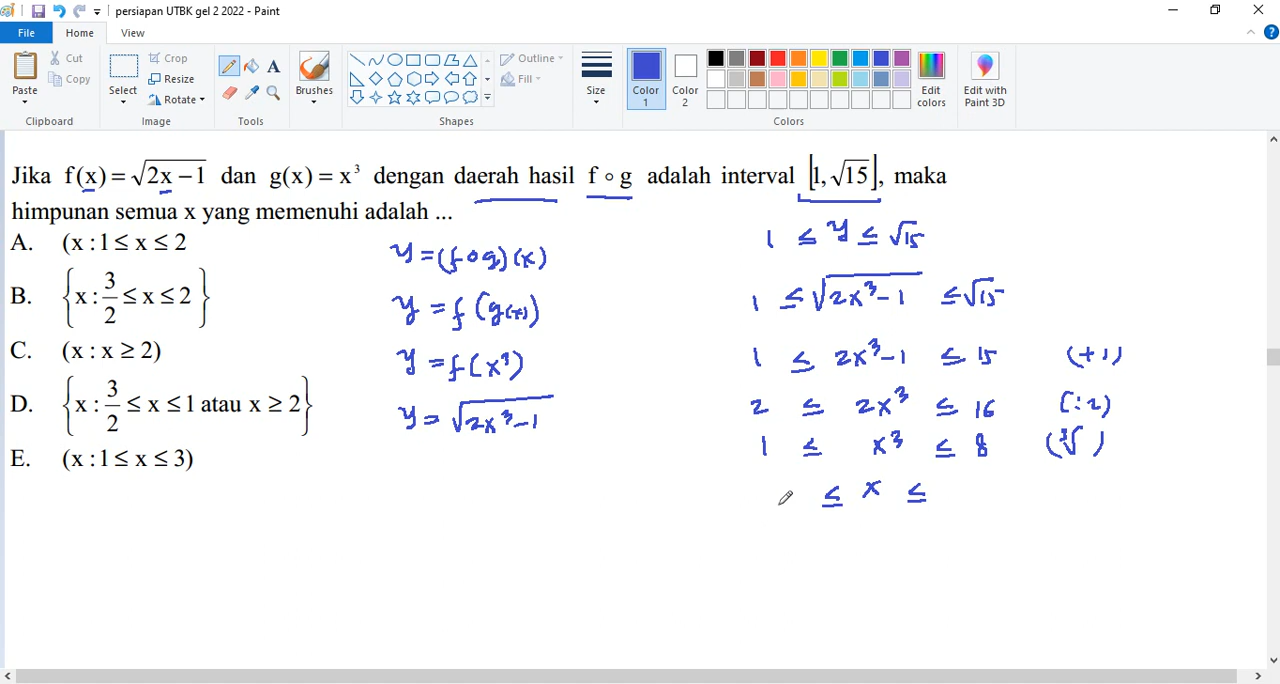 persiapan UTBK gel 2 2022 - Paint
File Home View
Paste
Cut
Copy
Clipboard
Select
Crop
Resize
Rotate
Image
A
Tools
Brushes
Outline
Fill
Shapes
Size
Color 1
Color 2
Edit colors
Edit with Paint 3D
Colors
Jika f(x) = √(2x − 1) dan g(x) = x³ dengan daerah hasil f ∘ g adalah interval [1, √15], maka
himpunan semua x yang memenuhi adalah ...
A. (x : 1 ≤ x ≤ 2
B. {x : 3/2 ≤ x ≤ 2}
C. (x : x ≥ 2)
D. {x : 3/2 ≤ x ≤ 1 atau x ≥ 2}
E. (x : 1 ≤ x ≤ 3)
y = (f o g)(x)
y = f(g(x))
y = f(x³)
y = √(2x³-1)
1 ≤ y ≤ √15
1 ≤ √(2x³-1) ≤ √15
1 ≤ 2x³-1 ≤ 15 (+1)
2 ≤ 2x³ ≤ 16 (:2)
1 ≤ x³ ≤ 8 (∛ )
≤ x ≤